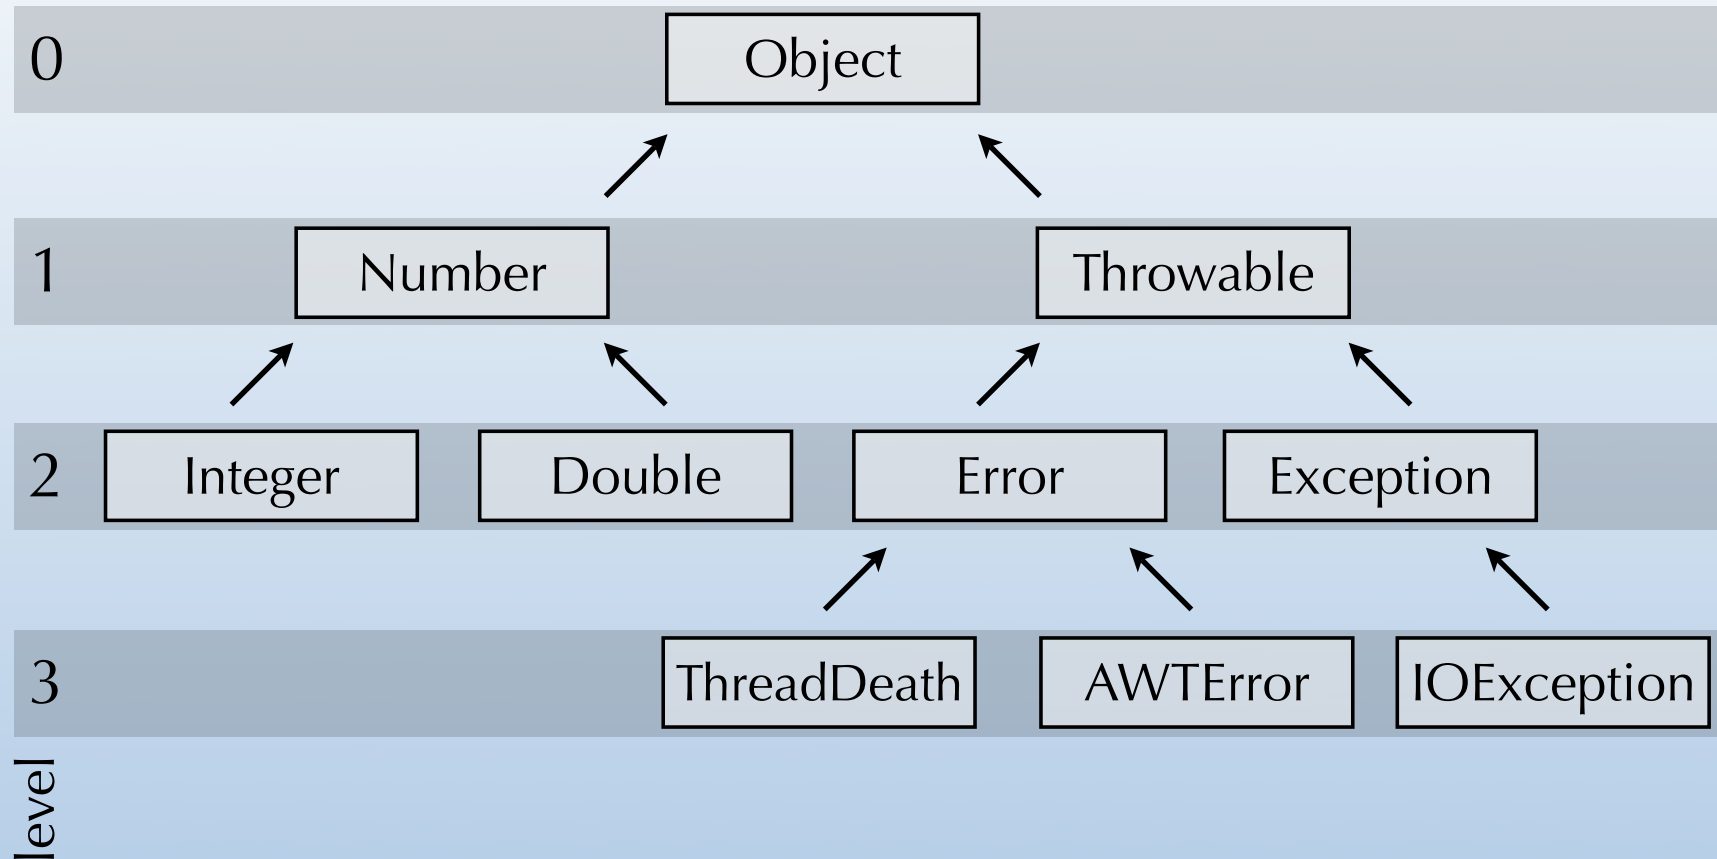 0 Object
1 Number Throwable
2 Integer Double Error Exception
3 ThreadDeath AWTError IOException
level